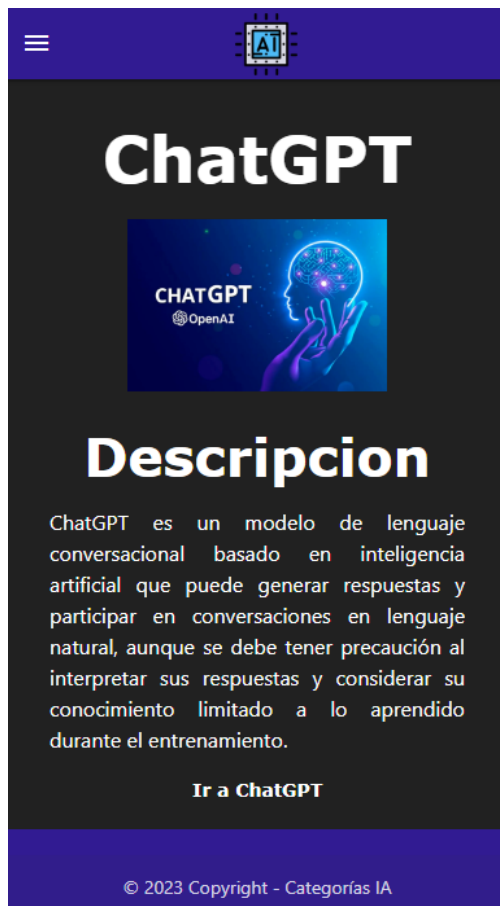 AI
ChatGPT
CHATGPT
OpenAI
Descripcion
ChatGPT es un modelo de lenguaje
conversacional basado en inteligencia
artificial que puede generar respuestas y
participar en conversaciones en lenguaje
natural, aunque se debe tener precaución al
interpretar sus respuestas y considerar su
conocimiento limitado a lo aprendido
durante el entrenamiento.
Ir a ChatGPT
© 2023 Copyright - Categorías IA